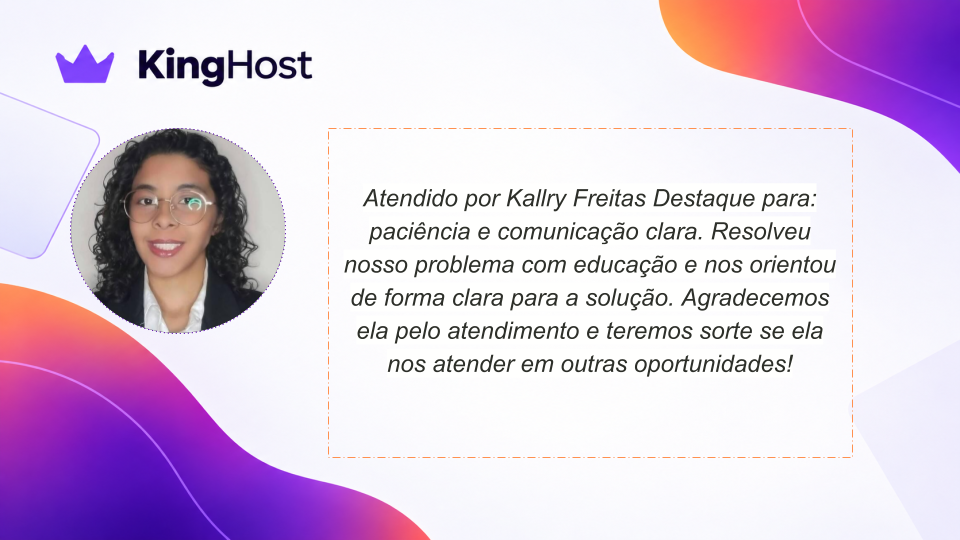 KingHost
Atendido por Kallry Freitas Destaque para:
paciência e comunicação clara. Resolveu
nosso problema com educação e nos orientou
de forma clara para a solução. Agradecemos
ela pelo atendimento e teremos sorte se ela
nos atender em outras oportunidades!